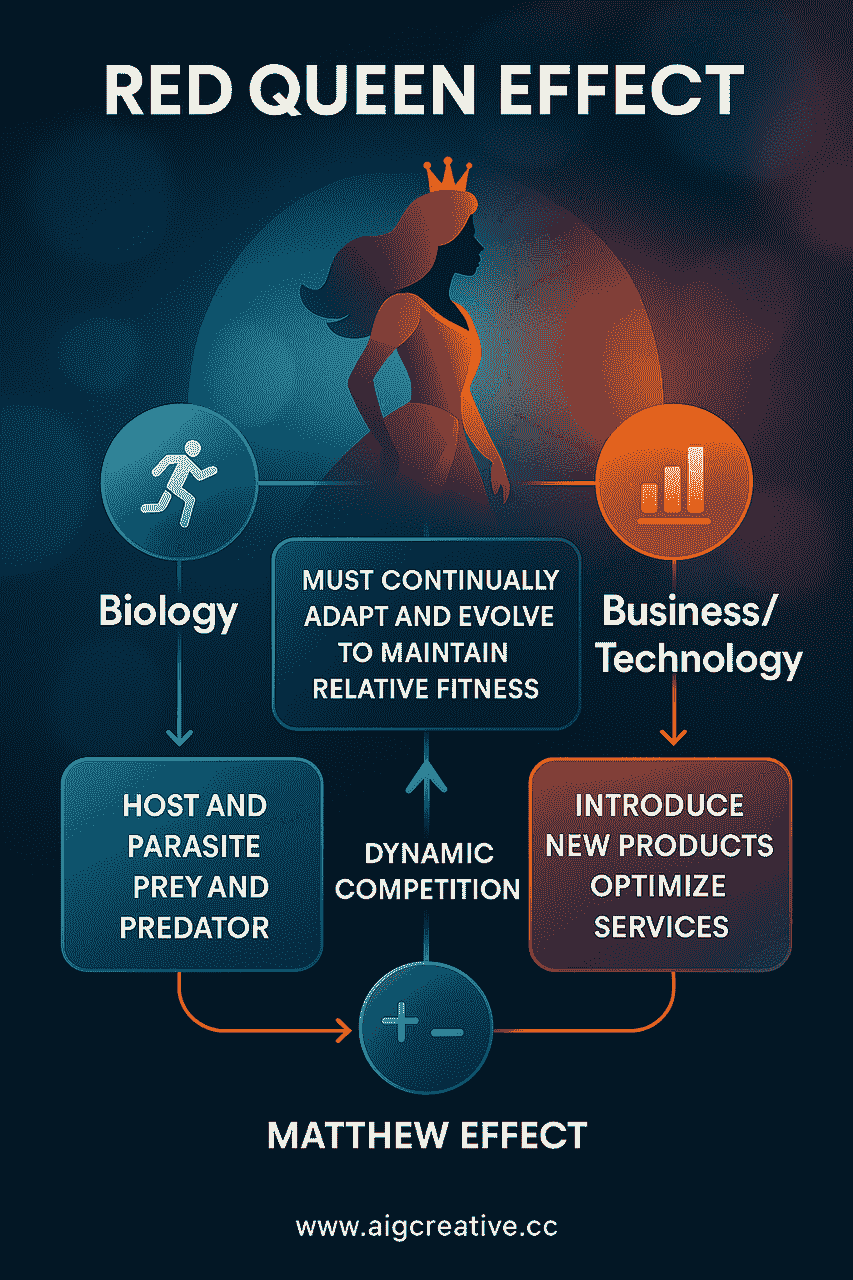 RED QUEEN EFFECT
Biology
MUST CONTINUALLY
ADAPT AND EVOLVE
TO MAINTAIN
RELATIVE FITNESS
Business/
Technology
HOST AND
PARASITE
PREY AND
PREDATOR
DYNAMIC
COMPETITION
INTRODUCE
NEW PRODUCTS
OPTIMIZE
SERVICES
+ −
MATTHEW EFFECT
www.aigcreative.cc